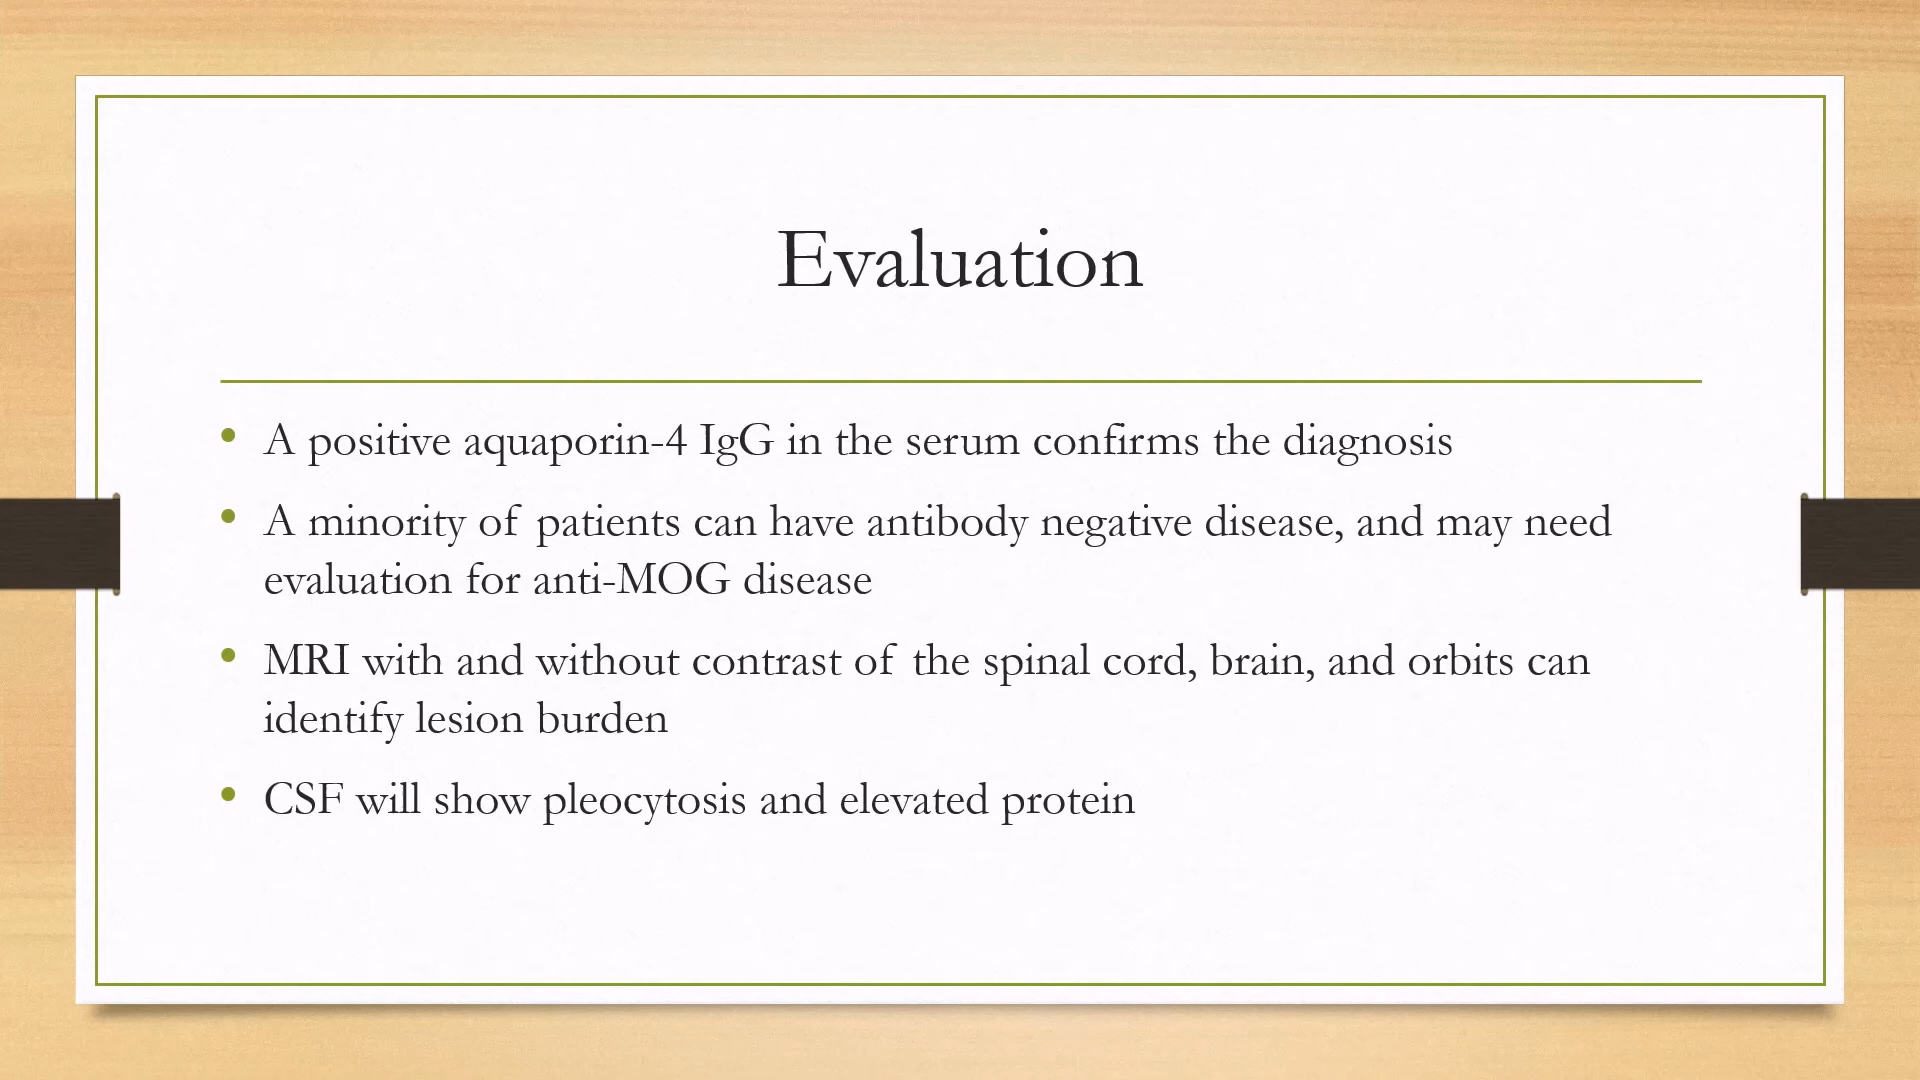 Evaluation
• A positive aquaporin-4 IgG in the serum confirms the diagnosis
• A minority of patients can have antibody negative disease, and may need
evaluation for anti-MOG disease
• MRI with and without contrast of the spinal cord, brain, and orbits can
identify lesion burden
• CSF will show pleocytosis and elevated protein